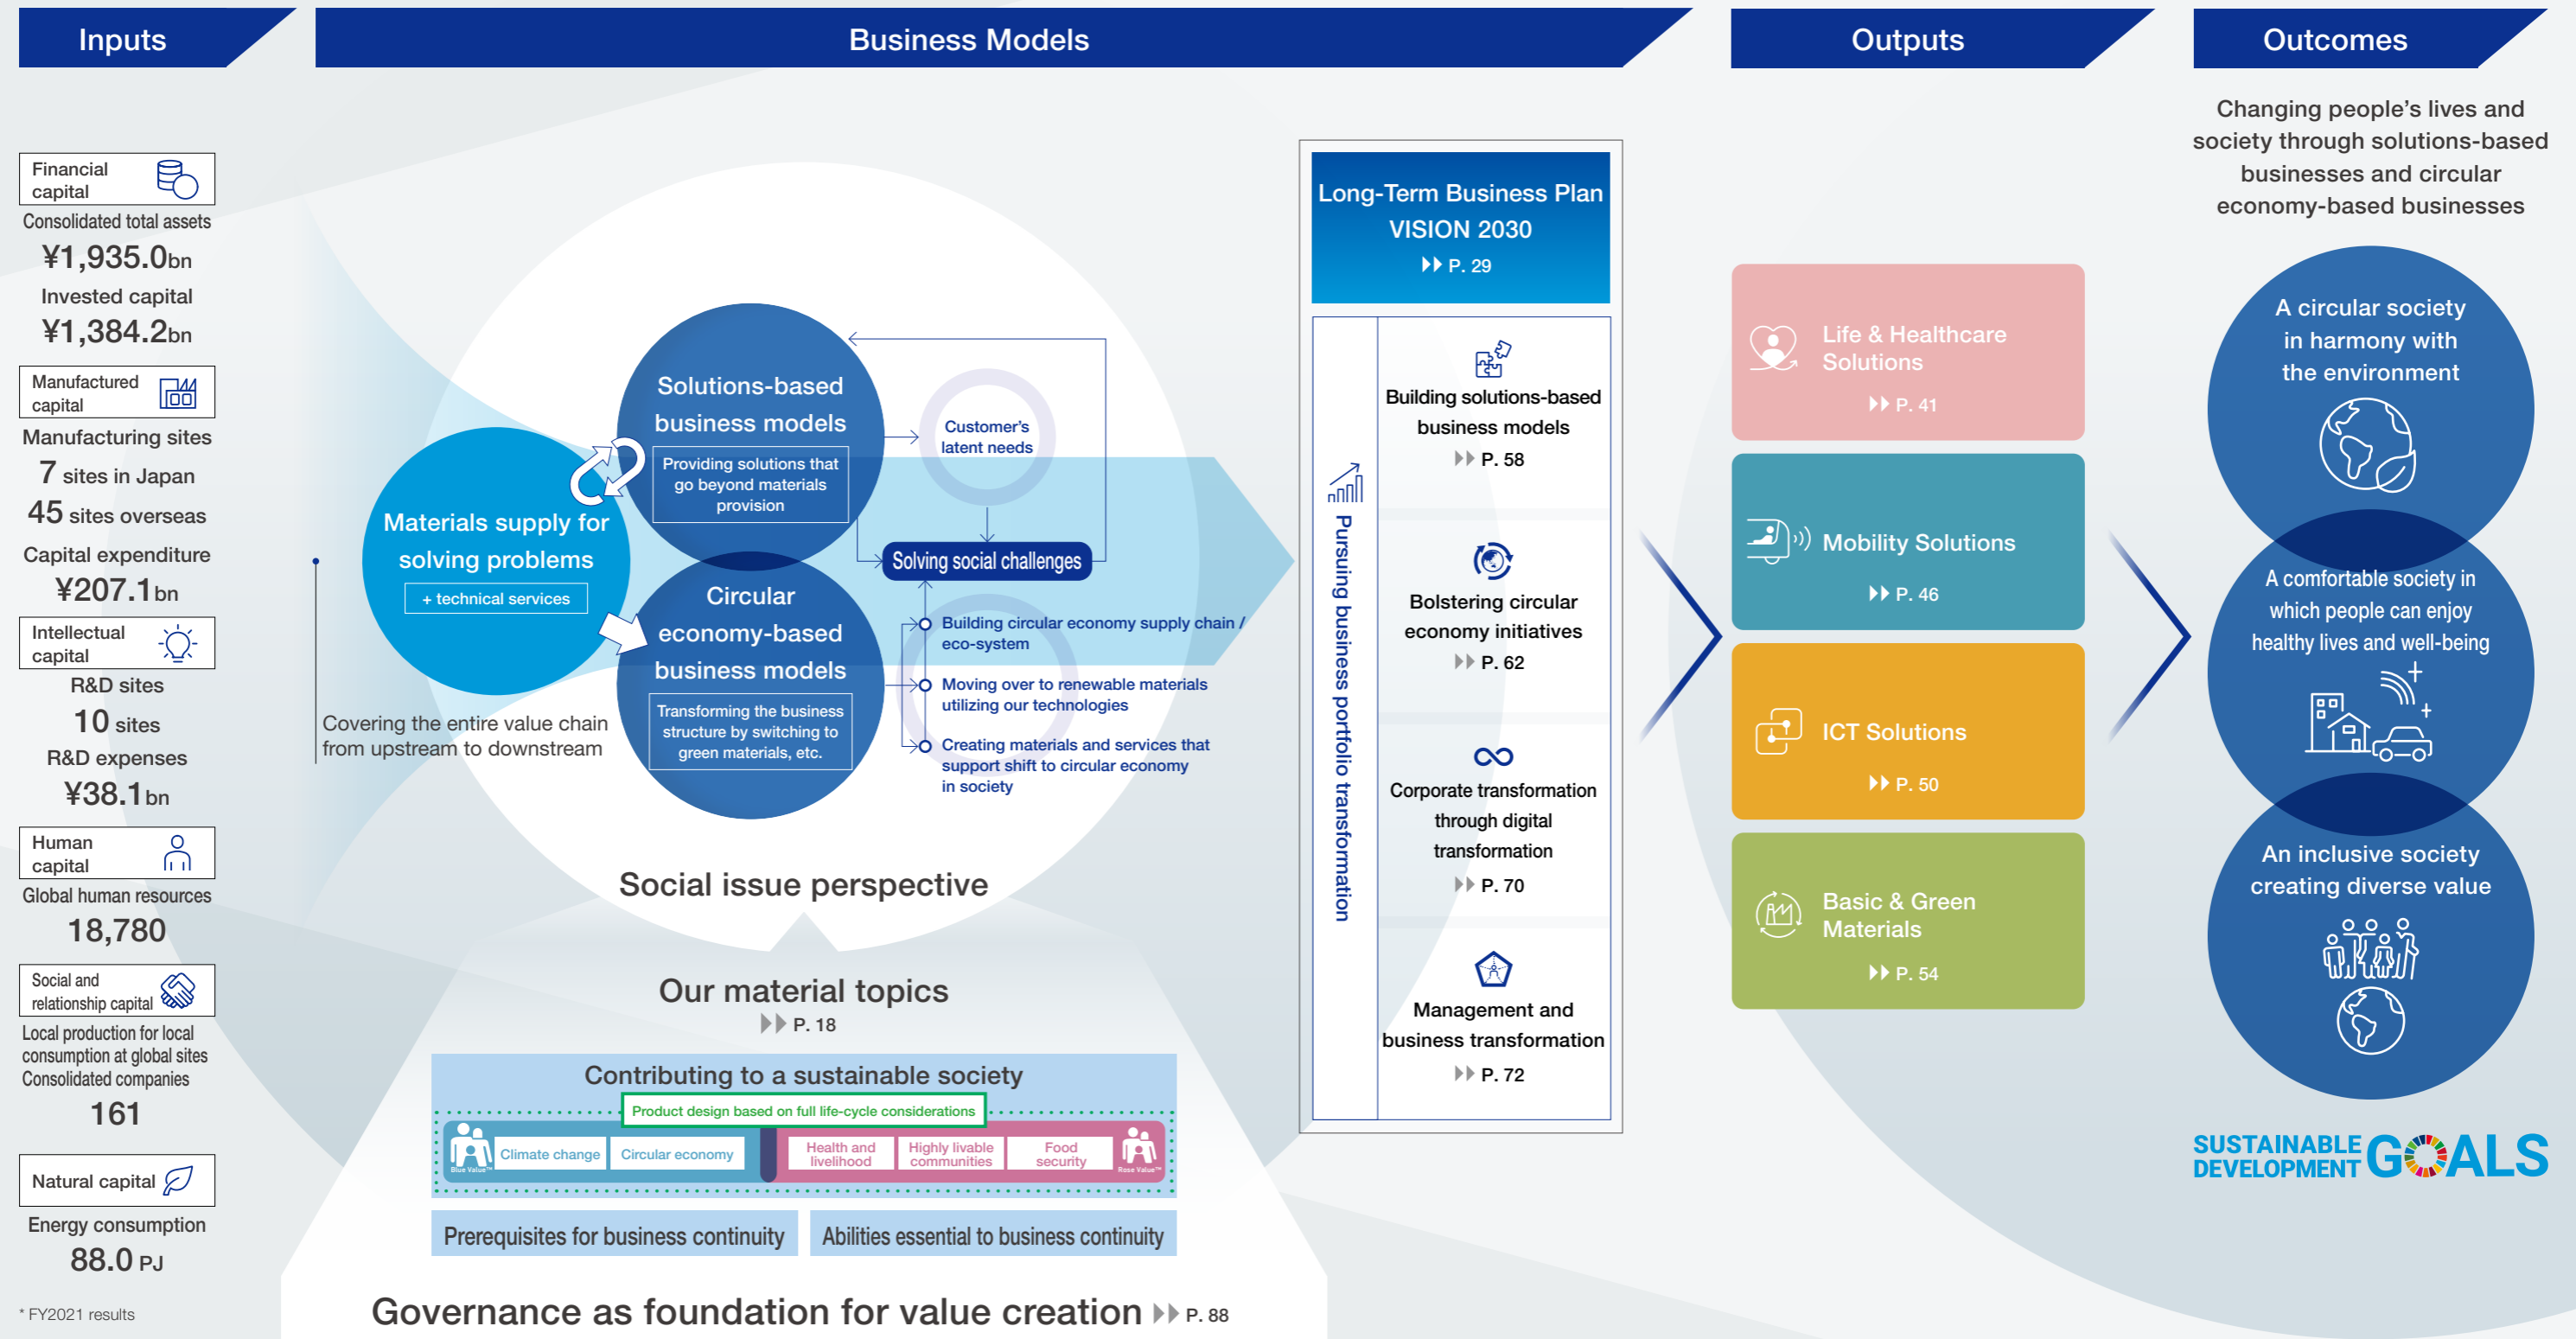 Inputs
Business Models
Outputs
Outcomes
Financial
capital
Consolidated total assets
¥1,935.0bn
Invested capital
¥1,384.2bn
Manufactured
capital
Manufacturing sites
7 sites in Japan
45 sites overseas
Capital expenditure
¥207.1bn
Intellectual
capital
R&D sites
10 sites
R&D expenses
¥38.1bn
Human
capital
Global human resources
18,780
Social and
relationship capital
Local production for local
consumption at global sites
Consolidated companies
161
Natural capital
Energy consumption
88.0 PJ
* FY2021 results
Materials supply for
solving problems
+ technical services
Covering the entire value chain
from upstream to downstream
Solutions-based
business models
Providing solutions that
go beyond materials
provision
Circular
economy-based
business models
Transforming the business
structure by switching to
green materials, etc.
Customer's
latent needs
Solving social challenges
Building circular economy supply chain /
eco-system
Moving over to renewable materials
utilizing our technologies
Creating materials and services that
support shift to circular economy
in society
Social issue perspective
Our material topics
P. 18
Contributing to a sustainable society
Product design based on full life-cycle considerations
Blue Value™
Climate change
Circular economy
Health and
livelihood
Highly livable
communities
Food
security
Rose Value™
Prerequisites for business continuity
Abilities essential to business continuity
Governance as foundation for value creation P. 88
Long-Term Business Plan
VISION 2030
P. 29
Pursuing business portfolio transformation
Building solutions-based
business models
P. 58
Bolstering circular
economy initiatives
P. 62
Corporate transformation
through digital
transformation
P. 70
Management and
business transformation
P. 72
Life & Healthcare
Solutions
P. 41
Mobility Solutions
P. 46
ICT Solutions
P. 50
Basic & Green
Materials
P. 54
Changing people's lives and
society through solutions-based
businesses and circular
economy-based businesses
A circular society
in harmony with
the environment
A comfortable society in
which people can enjoy
healthy lives and well-being
An inclusive society
creating diverse value
SUSTAINABLE
DEVELOPMENT GOALS